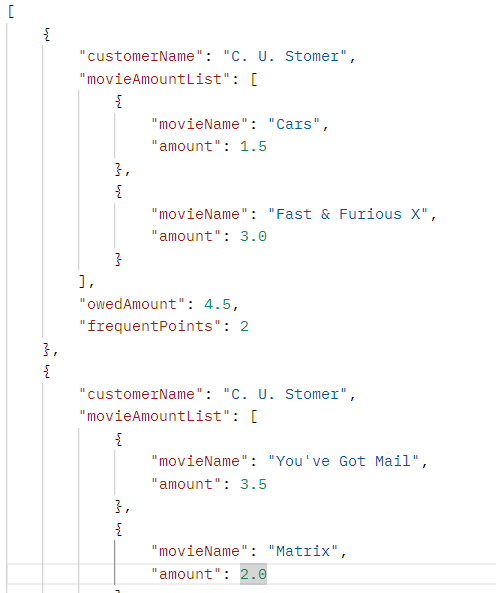 [
    {
        "customerName": "C. U. Stomer",
        "movieAmountList": [
            {
                "movieName": "Cars",
                "amount": 1.5
            },
            {
                "movieName": "Fast & Furious X",
                "amount": 3.0
            }
        ],
        "owedAmount": 4.5,
        "frequentPoints": 2
    },
    {
        "customerName": "C. U. Stomer",
        "movieAmountList": [
            {
                "movieName": "You've Got Mail",
                "amount": 3.5
            },
            {
                "movieName": "Matrix",
                "amount": 2.0